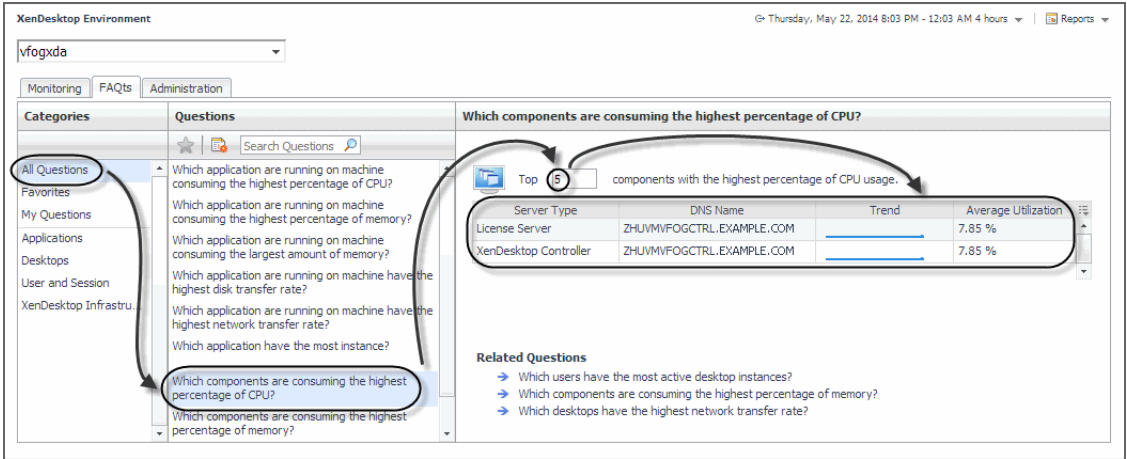 XenDesktop Environment
Thursday, May 22, 2014 8:03 PM - 12:03 AM 4 hours
Reports
vfogxda
Monitoring
FAQts
Administration
Categories
All Questions
Favorites
My Questions
Applications
Desktops
User and Session
XenDesktop Infrastru...
Questions
Search Questions
Which application are running on machine
consuming the highest percentage of CPU?
Which application are running on machine
consuming the highest percentage of memory?
Which application are running on machine
consuming the largest amount of memory?
Which application are running on machine have the
highest disk transfer rate?
Which application are running on machine have the
highest network transfer rate?
Which application have the most instance?
Which components are consuming the highest
percentage of CPU?
Which components are consuming the highest
percentage of memory?
Which components are consuming the highest percentage of CPU?
Top 5 components with the highest percentage of CPU usage.
Server Type DNS Name Trend Average Utilization
License Server ZHUVMVFOGCTRL.EXAMPLE.COM 7.85 %
XenDesktop Controller ZHUVMVFOGCTRL.EXAMPLE.COM 7.85 %
Related Questions
Which users have the most active desktop instances?
Which components are consuming the highest percentage of memory?
Which desktops have the highest network transfer rate?